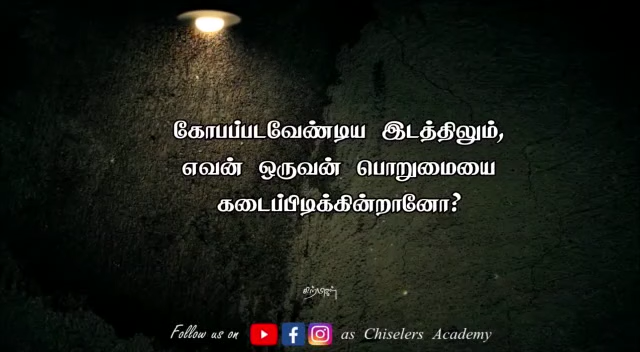 கோபப்படவேண்டிய இடத்திலும்,
எவன் ஒருவன் பொறுமையை
கடைப்பிடிக்கின்றானோ?
Follow us on as Chiselers Academy